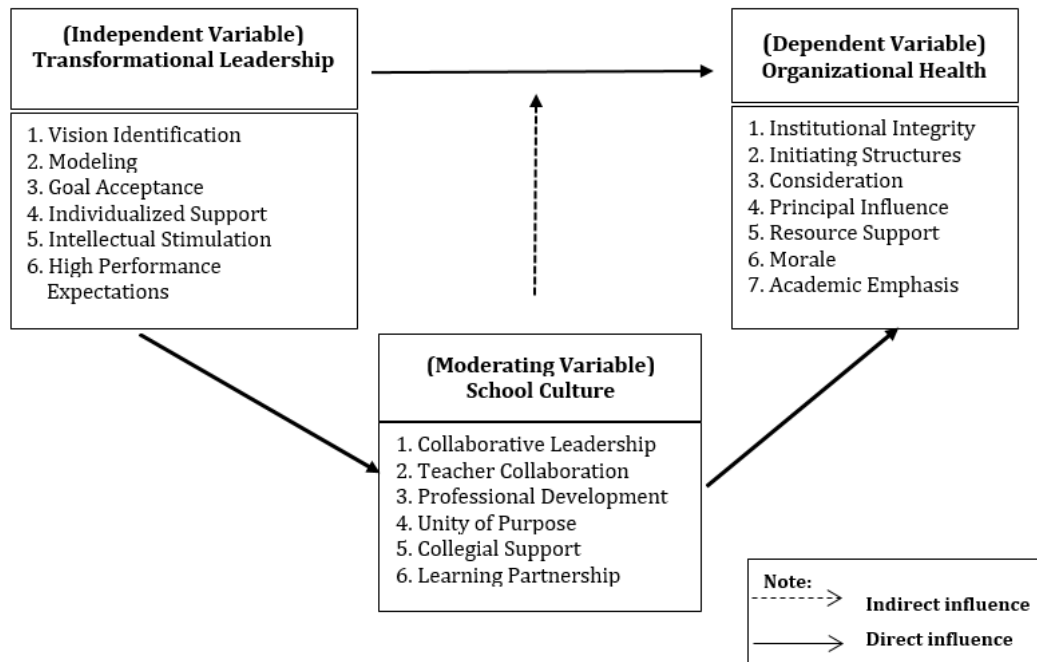 (Independent Variable)
Transformational Leadership
1. Vision Identification
2. Modeling
3. Goal Acceptance
4. Individualized Support
5. Intellectual Stimulation
6. High Performance
Expectations
(Dependent Variable)
Organizational Health
1. Institutional Integrity
2. Initiating Structures
3. Consideration
4. Principal Influence
5. Resource Support
6. Morale
7. Academic Emphasis
(Moderating Variable)
School Culture
1. Collaborative Leadership
2. Teacher Collaboration
3. Professional Development
4. Unity of Purpose
5. Collegial Support
6. Learning Partnership
Note:
Indirect influence
Direct influence